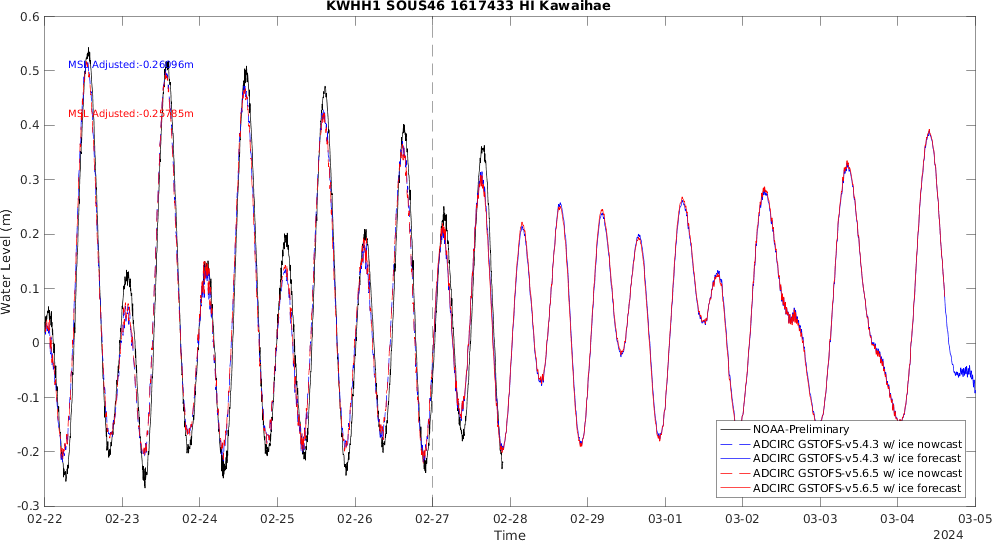 KWHH1 SOUS46 1617433 HI Kawaihae
0.6
0.5
0.4
0.3
0.2
0.1
0
-0.1
-0.2
-0.3
Water Level (m)
MSL Adjusted:-0.26096m
MSL Adjusted:-0.25785m
NOAA-Preliminary
ADCIRC GSTOFS-v5.4.3 w/ ice nowcast
ADCIRC GSTOFS-v5.4.3 w/ ice forecast
ADCIRC GSTOFS-v5.6.5 w/ ice nowcast
ADCIRC GSTOFS-v5.6.5 w/ ice forecast
02-22 02-23 02-24 02-25 02-26 02-27 02-28 02-29 03-01 03-02 03-03 03-04 03-05
Time
2024